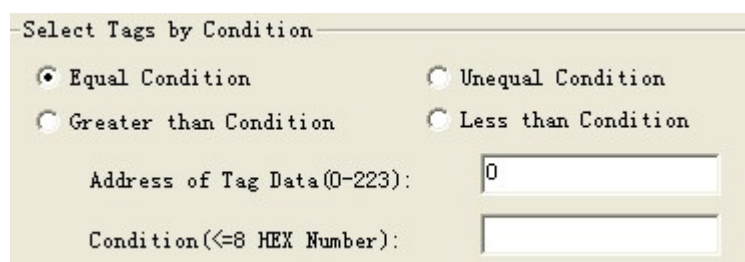 Select Tags by Condition
Equal Condition Unequal Condition
Greater than Condition Less than Condition
Address of Tag Data(0-223): 0
Condition(<=8 HEX Number):